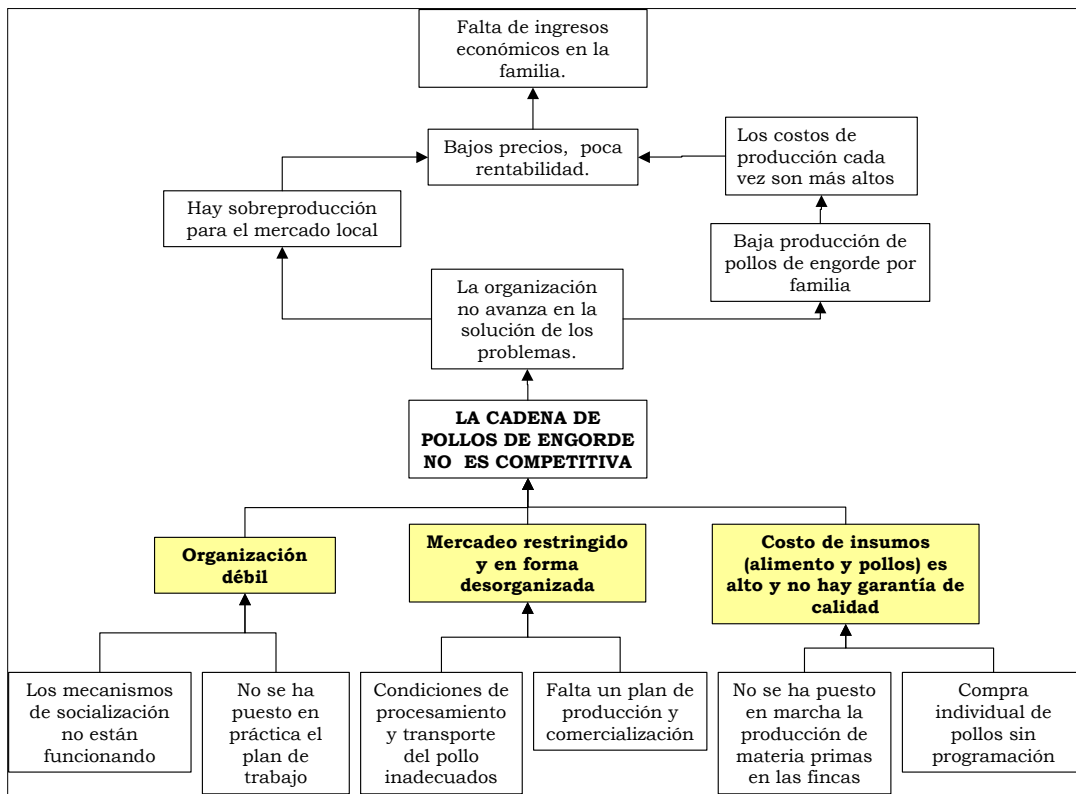 Falta de ingresos
económicos en la
familia.
Bajos precios,  poca
rentabilidad.
Los costos de
producción cada
vez son más altos
Hay sobreproducción
para el mercado local
Baja producción de
pollos de engorde por
familia
La organización
no avanza en la
solución de los
problemas.
LA CADENA DE
POLLOS DE ENGORDE
NO  ES COMPETITIVA
Organización
débil
Mercadeo restringido
y en forma
desorganizada
Costo de insumos
(alimento y pollos) es
alto y no hay garantía de
calidad
Los mecanismos
de socialización
no están
funcionando
No se ha
puesto en
práctica el
plan de
trabajo
Condiciones de
procesamiento
y transporte
del pollo
inadecuados
Falta un plan de
producción y
comercialización
No se ha puesto
en marcha la
producción de
materia primas
en las fincas
Compra
individual de
pollos sin
programación